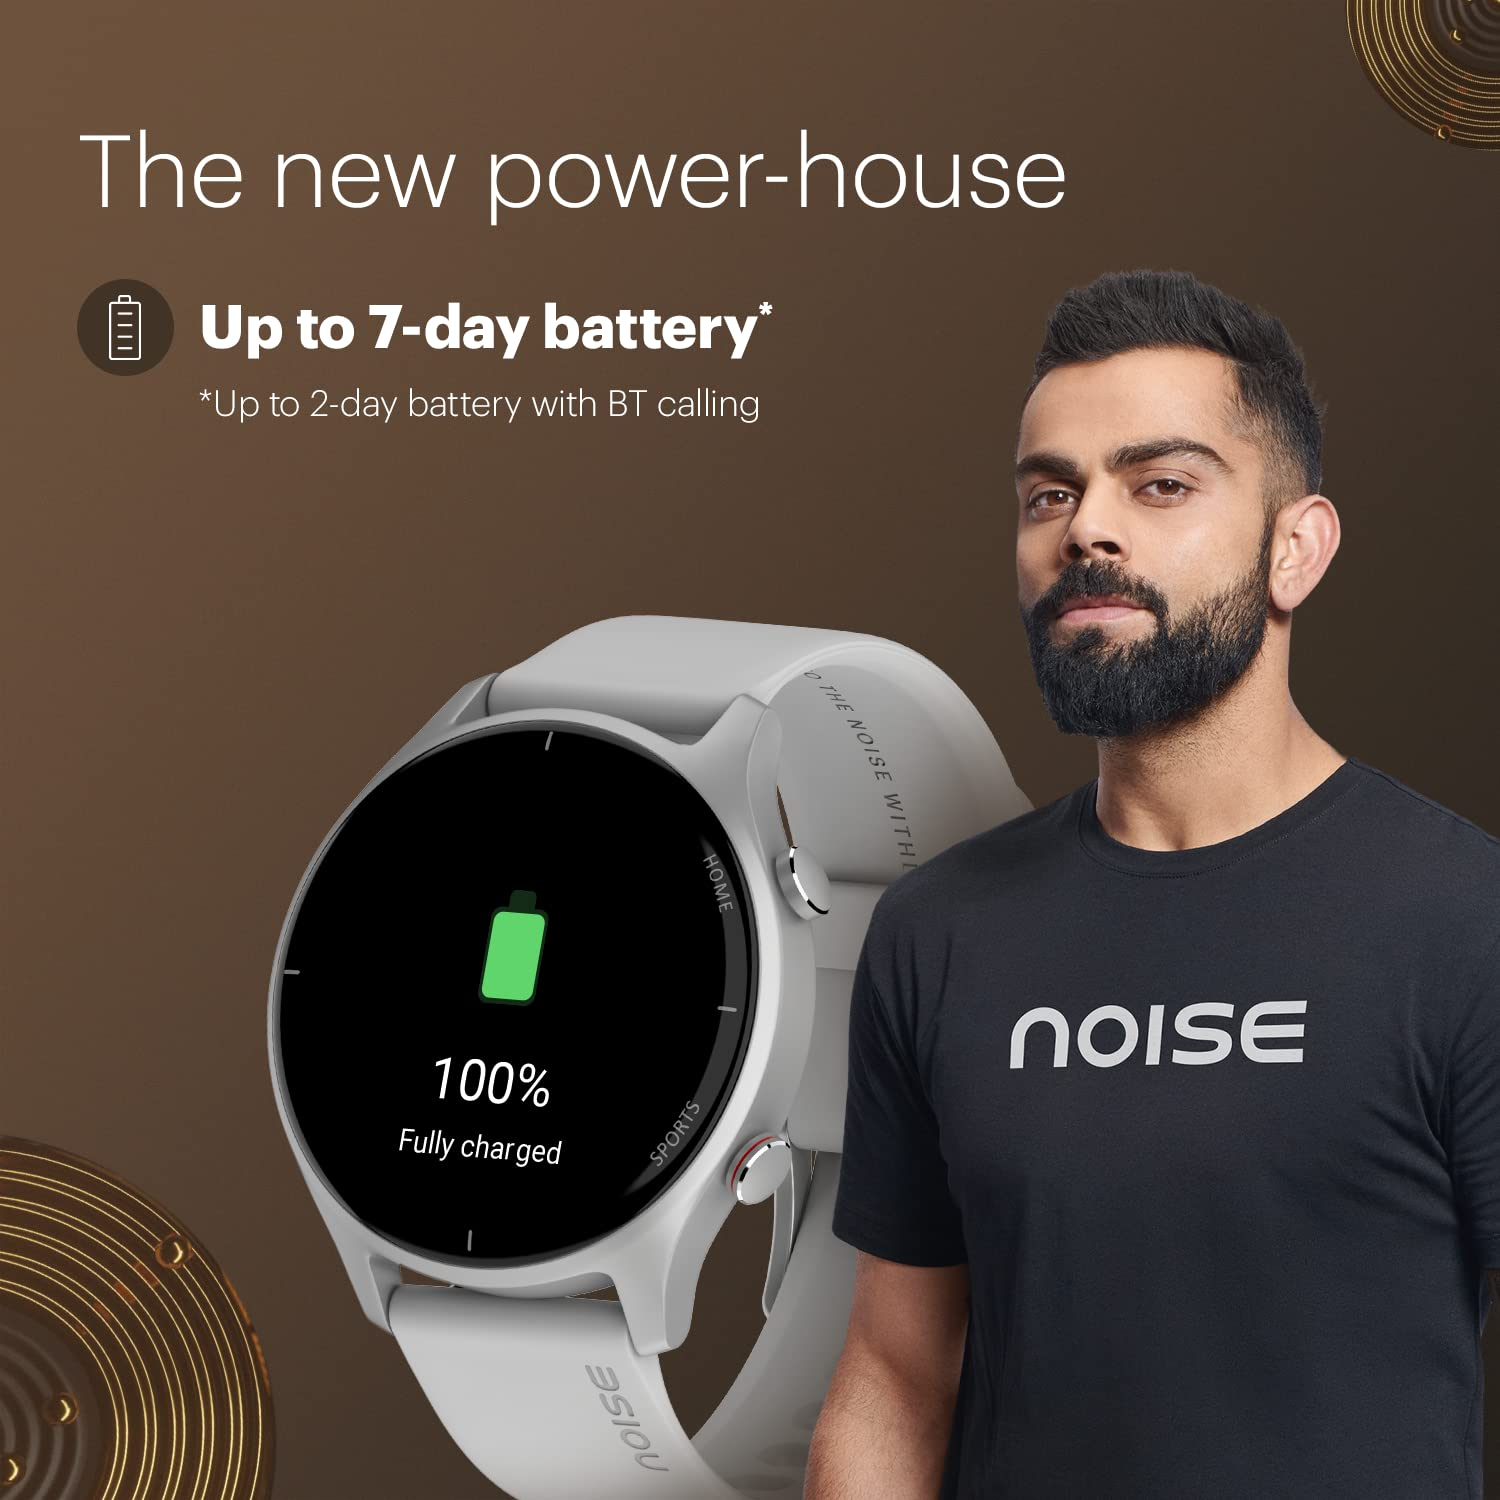 The new power-house
Up to 7-day battery*
*Up to 2-day battery with BT calling
O THE NOISE WITHI
HOME
100%
Fully charged
SPORTS
NOISE
NOISE